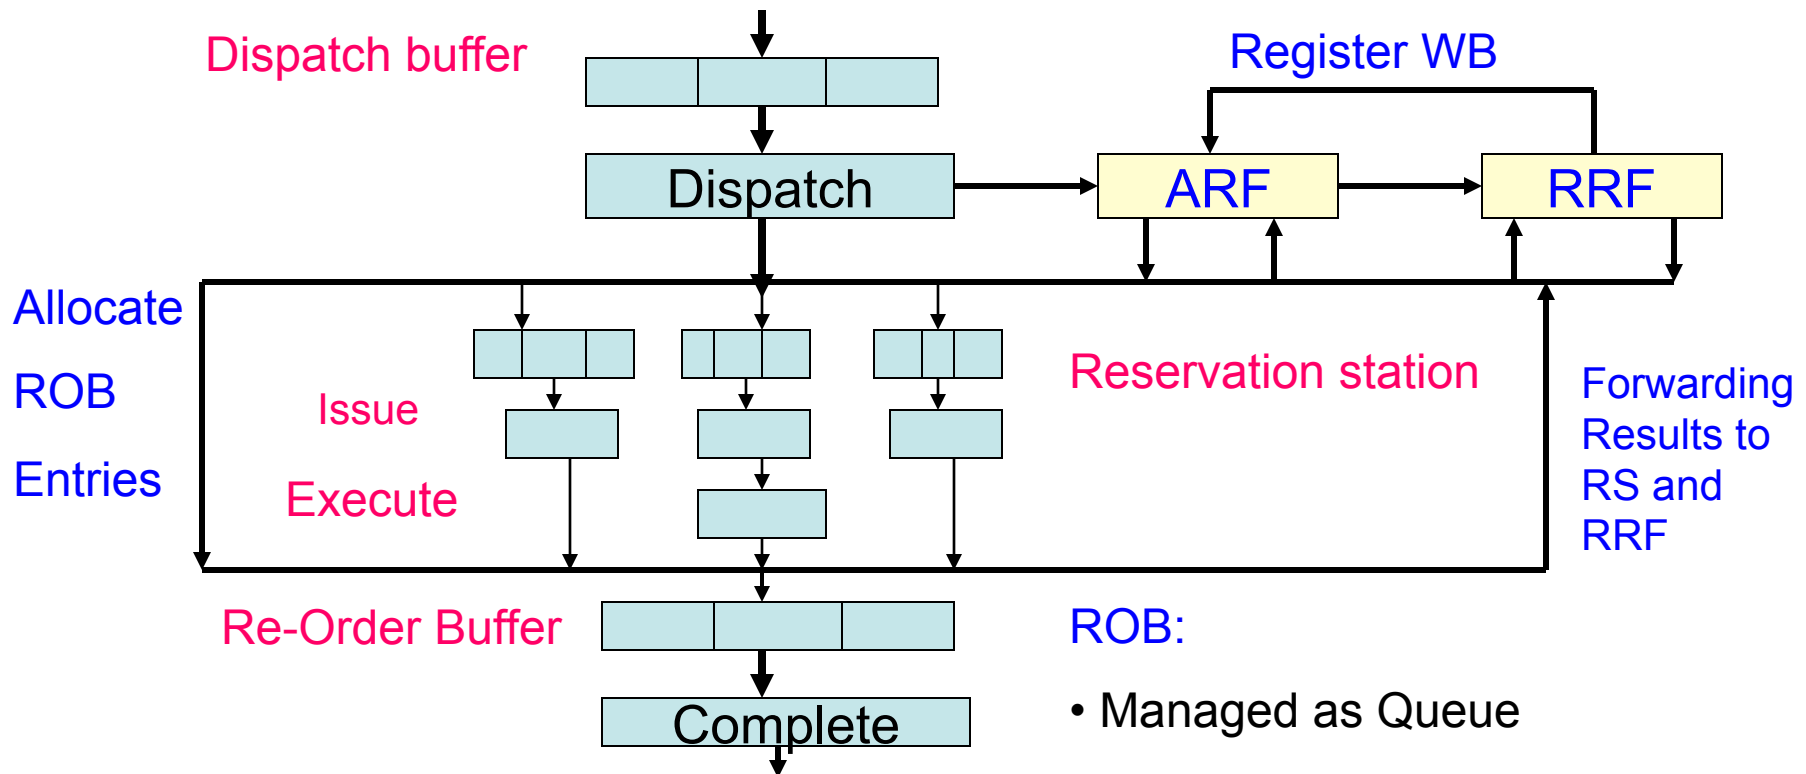 Dispatch buffer
Register WB
Dispatch
ARF
RRF
Allocate
ROB
Entries
Issue
Execute
Reservation station
Forwarding
Results to
RS and
RRF
Re-Order Buffer
Complete
ROB:
• Managed as Queue